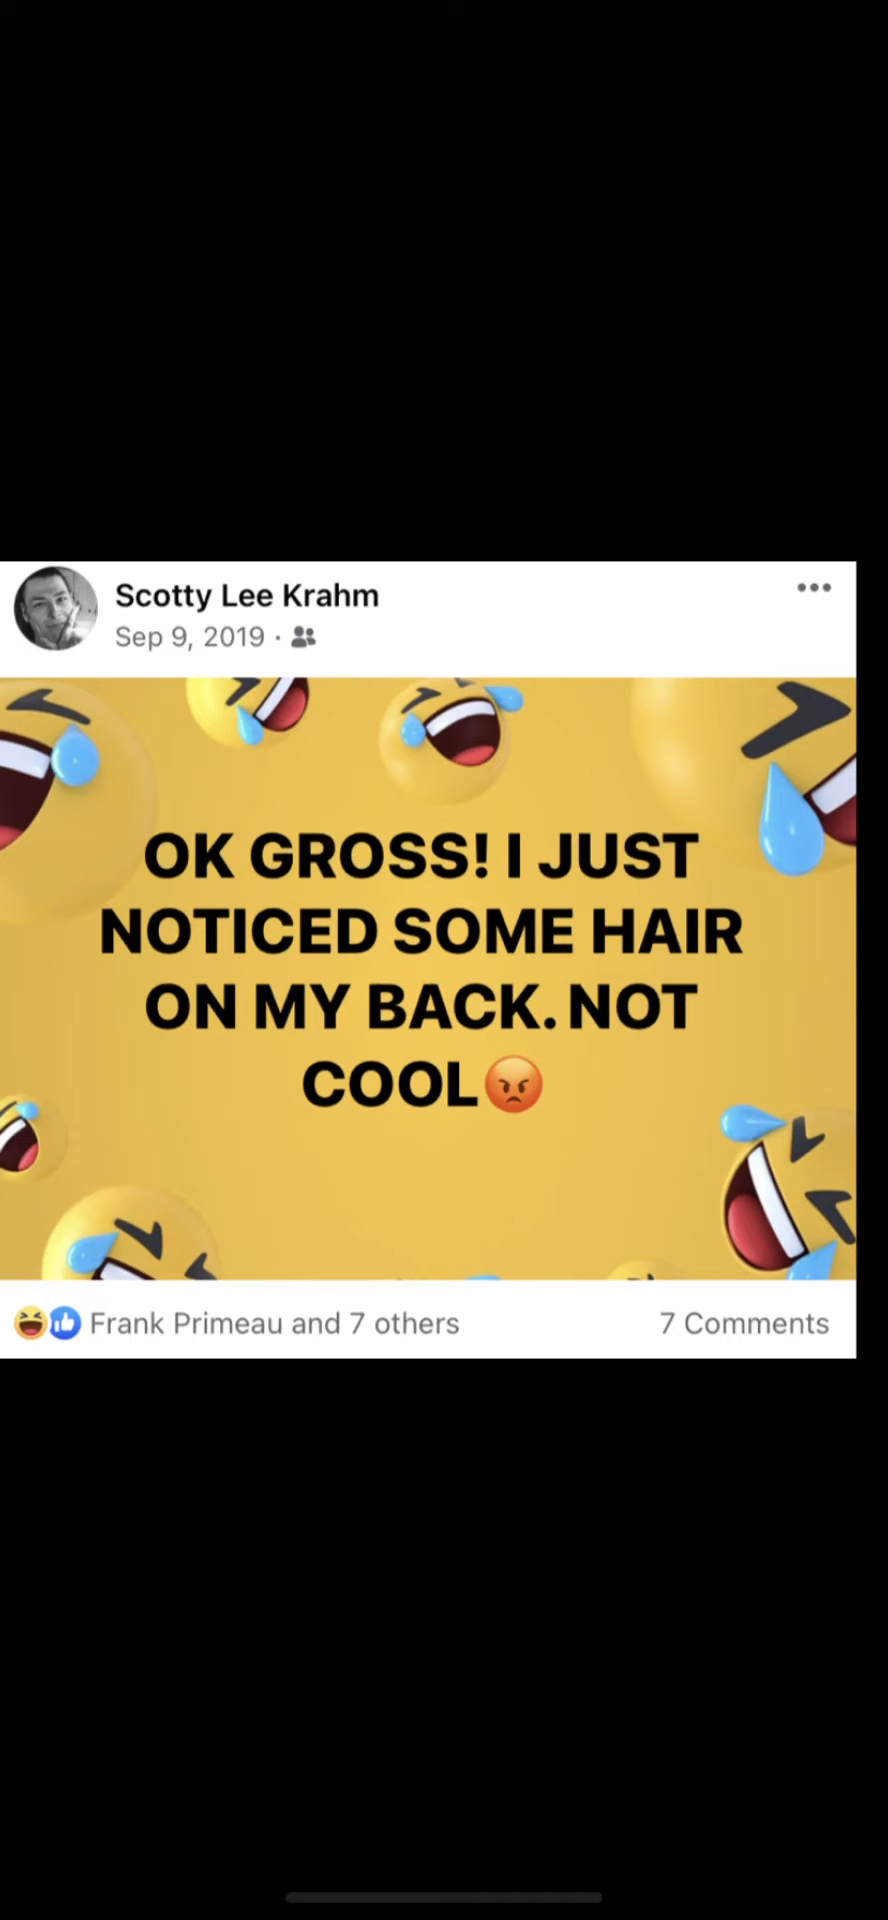 Scotty Lee Krahm
Sep 9, 2019 ·
OK GROSS! I JUST
NOTICED SOME HAIR
ON MY BACK. NOT
COOL😡
Frank Primeau and 7 others
7 Comments